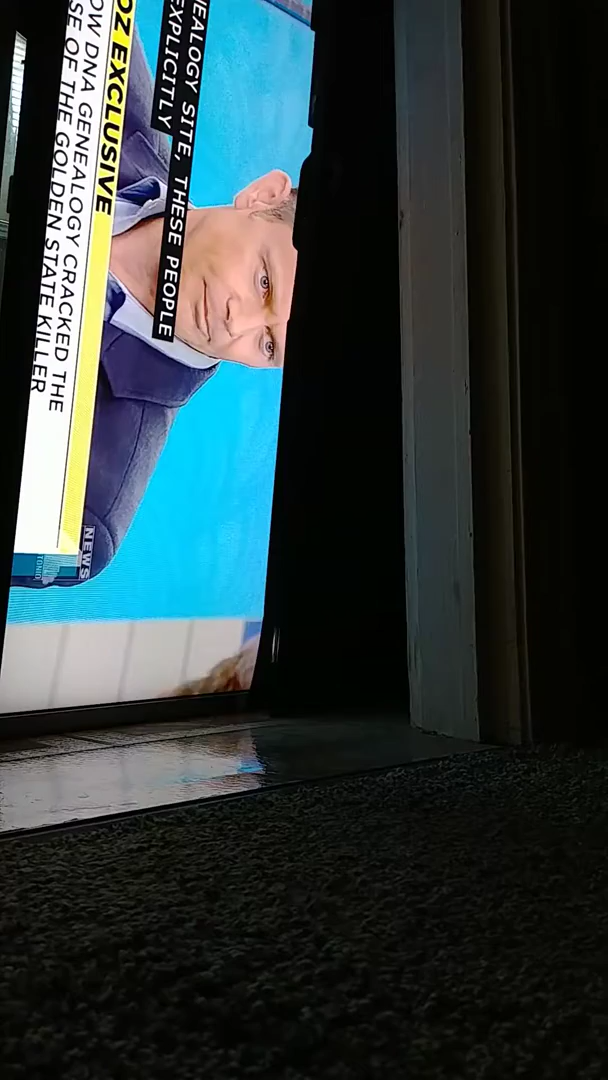 EALOGY SITE, THESE PEOPLE
EXPLICITLY
OZ EXCLUSIVE
OW DNA GENEALOGY CRACKED THE
SE OF THE GOLDEN STATE KILLER
NEWS
TONIO